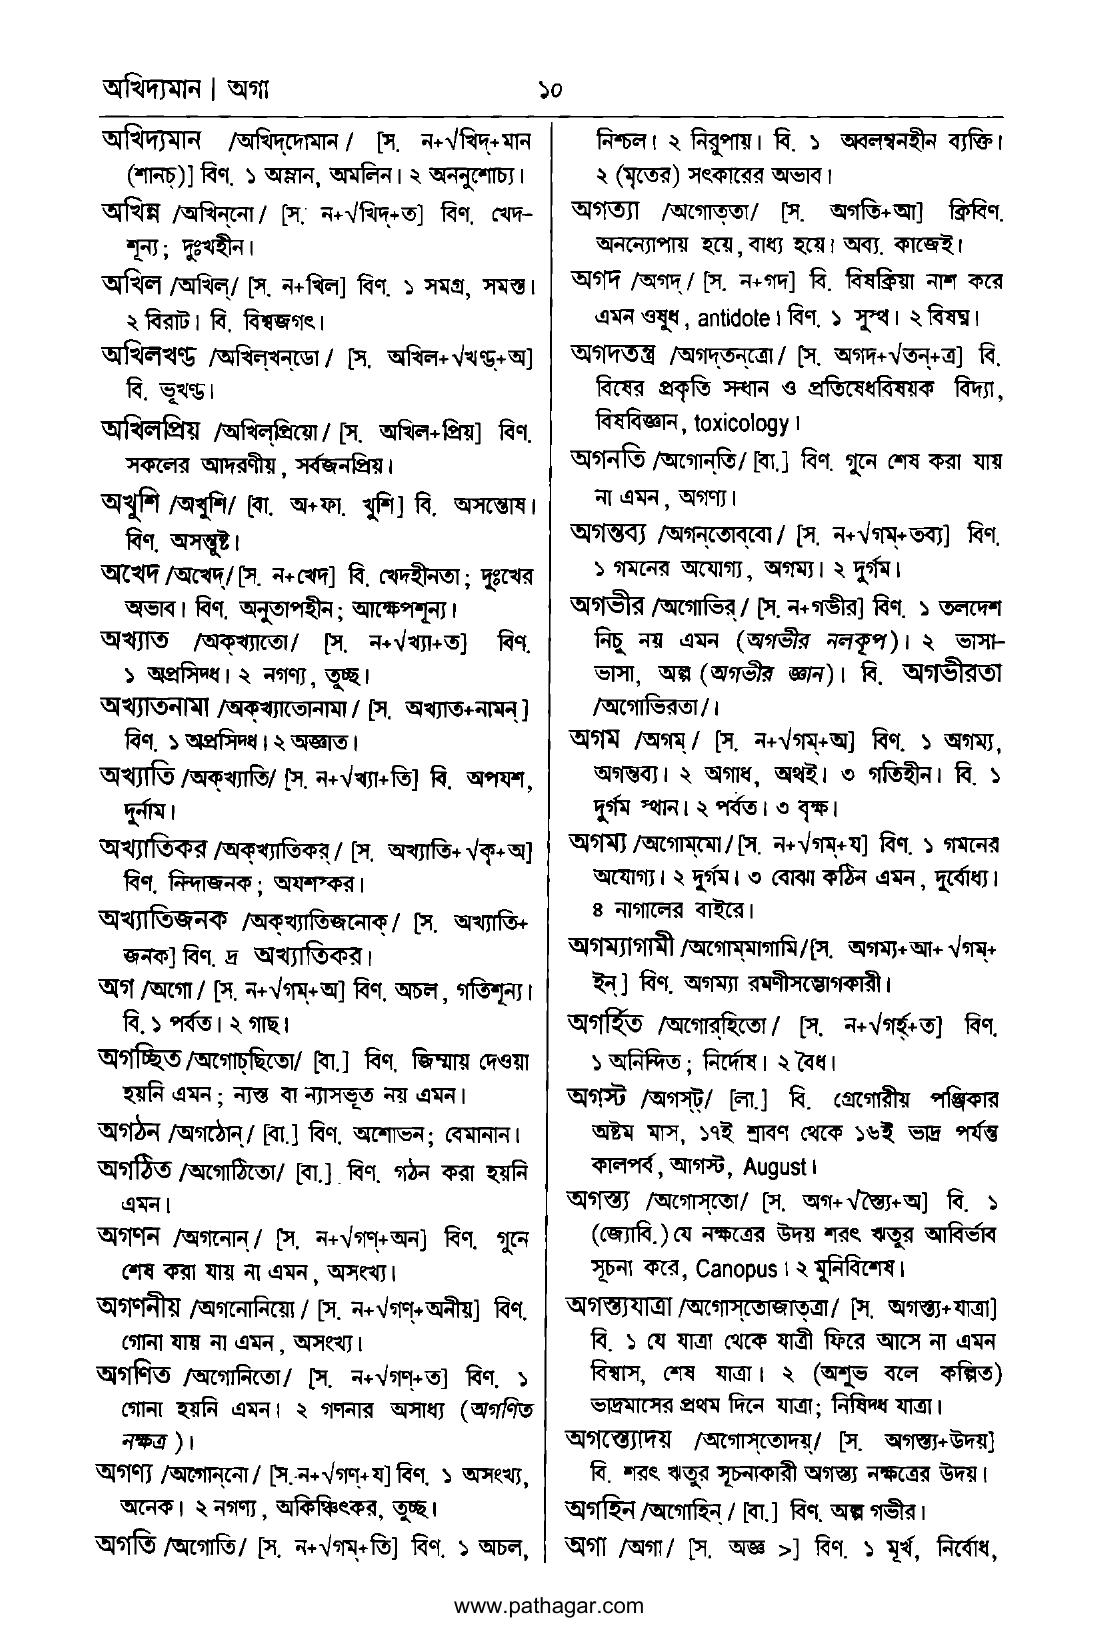 অখিদ্যমান | অগা
১০
অখিদ্যমান /অখিদ্‌দোমান/ [স. ন+√খিদ্‌+মান
(শানচ্‌)] বিণ. ১ অম্লান, অমলিন। ২ অননুশোচ্য।
অখিন্ন /অখিন্‌নো/ [স. ন+√খিদ্‌+ত] বিণ. খেদ-
শূন্য; দুঃখহীন।
অখিল /অখিল্‌/ [স. ন+খিল] বিণ. ১ সমগ্র, সমস্ত।
২ বিরাট। বি. বিশ্বজগৎ।
অখিলখণ্ড /অখিল্‌খন্‌ডো/ [স. অখিল+√খণ্ড্‌+অ]
বি. ভূখণ্ড।
অখিলপ্রিয় /অখিল্‌প্রিয়ো/ [স. অখিল+প্রিয়] বিণ.
সকলের আদরণীয়, সর্বজনপ্রিয়।
অখুশি /অখুশি/ [বা. অ+ফা. খুশি] বি. অসন্তোষ।
বিণ. অসন্তুষ্ট।
অখেদ /অখেদ্‌/ [স. ন+খেদ] বি. খেদহীনতা; দুঃখের
অভাব। বিণ. অনুতাপহীন; আক্ষেপশূন্য।
অখ্যাত /অক্‌খ্যাতো/ [স. ন+√খ্যা+ত] বিণ.
১ অপ্রসিদ্ধ। ২ নগণ্য, তুচ্ছ।
অখ্যাতনামা /অক্‌খ্যাতোনামা/ [স. অখ্যাত+নামন্‌]
বিণ. ১ অপ্রসিদ্ধ। ২ অজ্ঞাত।
অখ্যাতি /অক্‌খ্যাতি/ [স. ন+√খ্যা+তি] বি. অপযশ,
দুর্নাম।
অখ্যাতিকর /অক্‌খ্যাতিকর্‌/ [স. অখ্যাতি+√কৃ+অ]
বিণ. নিন্দাজনক; অযশস্কর।
অখ্যাতিজনক /অক্‌খ্যাতিজনোক্‌/ [স. অখ্যাতি+
জনক] বিণ. দ্র অখ্যাতিকর।
অগ /অগো/ [স. ন+√গম্‌+অ] বিণ. অচল, গতিশূন্য।
বি. ১ পর্বত। ২ গাছ।
অগচ্ছিত /অগোচ্‌ছিতো/ [বা.] বিণ. জিম্মায় দেওয়া
হয়নি এমন; ন্যস্ত বা ন্যাসভূত নয় এমন।
অগঠন /অগঠোন্‌/ [বা.] বিণ. অশোভন; বেমানান।
অগঠিত /অগোঠিতো/ [বা.] বিণ. গঠন করা হয়নি
এমন।
অগণন /অগনোন্‌/ [স. ন+√গণ্‌+অন] বিণ. গুনে
শেষ করা যায় না এমন, অসংখ্য।
অগণনীয় /অগনোনিয়ো/ [স. ন+√গণ্‌+অনীয়] বিণ.
গোনা যায় না এমন, অসংখ্য।
অগণিত /অগোনিতো/ [স. ন+√গণ্‌+ত] বিণ. ১
গোনা হয়নি এমন। ২ গণনার অসাধ্য (অগণিত
নক্ষত্র)।
অগণ্য /অগোন্‌নো/ [স. ন+√গণ্‌+য] বিণ. ১ অসংখ্য,
অনেক। ২ নগণ্য, অকিঞ্চিৎকর, তুচ্ছ।
অগতি /অগোতি/ [স. ন+√গম্‌+তি] বিণ. ১ অচল,
নিশ্চল। ২ নিরুপায়। বি. ১ অবলম্বনহীন ব্যক্তি।
২ (মৃতের) সৎকারের অভাব।
অগত্যা /অগোত্‌তা/ [স. অগতি+আ] ক্রিবিণ.
অনন্যোপায় হয়ে, বাধ্য হয়ে। অব্য. কাজেই।
অগদ /অগদ্‌/ [স. ন+গদ] বি. বিষক্রিয়া নাশ করে
এমন ওষুধ, antidote। বিণ. ১ সুস্থ। ২ বিষঘ্ন।
অগদতন্ত্র /অগদ্‌তন্‌ত্রো/ [স. অগদ+√তন্‌+ত্র] বি.
বিষের প্রকৃতি সন্ধান ও প্রতিষেধবিষয়ক বিদ্যা,
বিষবিজ্ঞান, toxicology।
অগনতি /অগোন্‌তি/ [বা.] বিণ. গুনে শেষ করা যায়
না এমন, অগণ্য।
অগন্তব্য /অগন্‌তোব্‌বো/ [স. ন+√গম্‌+তব্য] বিণ.
১ গমনের অযোগ্য, অগম্য। ২ দুর্গম।
অগভীর /অগোভির্‌/ [স. ন+গভীর] বিণ. ১ তলদেশ
নিচু নয় এমন (অগভীর নলকূপ)। ২ ভাসা-
ভাসা, অল্প (অগভীর জ্ঞান)। বি. অগভীরতা
/অগোভিরতা/।
অগম /অগম্‌/ [স. ন+√গম্‌+অ] বিণ. ১ অগম্য,
অগন্তব্য। ২ অগাধ, অথই। ৩ গতিহীন। বি. ১
দুর্গম স্থান। ২ পর্বত। ৩ বৃক্ষ।
অগম্য /অগোম্‌মো/ [স. ন+√গম্‌+য] বিণ. ১ গমনের
অযোগ্য। ২ দুর্গম। ৩ বোঝা কঠিন এমন, দুর্বোধ্য।
৪ নাগালের বাইরে।
অগম্যাগামী /অগোম্‌মাগামি/ [স. অগম্য+আ+√গম্‌+
ইন্‌] বিণ. অগম্যা রমণীসম্ভোগকারী।
অগর্হিত /অগোর্‌হিতো/ [স. ন+√গর্হ্‌+ত] বিণ.
১ অনিন্দিত; নির্দোষ। ২ বৈধ।
অগস্ট /অগস্‌ট্‌/ [লা.] বি. গ্রেগোরীয় পঞ্জিকার
অষ্টম মাস, ১৭ই শ্রাবণ থেকে ১৬ই ভাদ্র পর্যন্ত
কালপর্ব, আগস্ট, August।
অগস্ত্য /অগোস্‌তো/ [স. অগ+√স্ত্যৈ+অ] বি. ১
(জ্যোবি.) যে নক্ষত্রের উদয় শরৎ ঋতুর আবির্ভাব
সূচনা করে, Canopus। ২ মুনিবিশেষ।
অগস্ত্যযাত্রা /অগোস্‌তোজাত্‌ত্রা/ [স. অগস্ত্য+যাত্রা]
বি. ১ যে যাত্রা থেকে যাত্রী ফিরে আসে না এমন
বিশ্বাস, শেষ যাত্রা। ২ (অশুভ বলে কল্পিত)
ভাদ্রমাসের প্রথম দিনে যাত্রা; নিষিদ্ধ যাত্রা।
অগস্ত্যোদয় /অগোস্‌তোদয়্‌/ [স. অগস্ত্য+উদয়]
বি. শরৎ ঋতুর সূচনাকারী অগস্ত্য নক্ষত্রের উদয়।
অগহিন /অগোহিন্‌/ [বা.] বিণ. অল্প গভীর।
অগা /অগা/ [স. অজ্ঞ >] বিণ. ১ মূর্খ, নির্বোধ,
www.pathagar.com